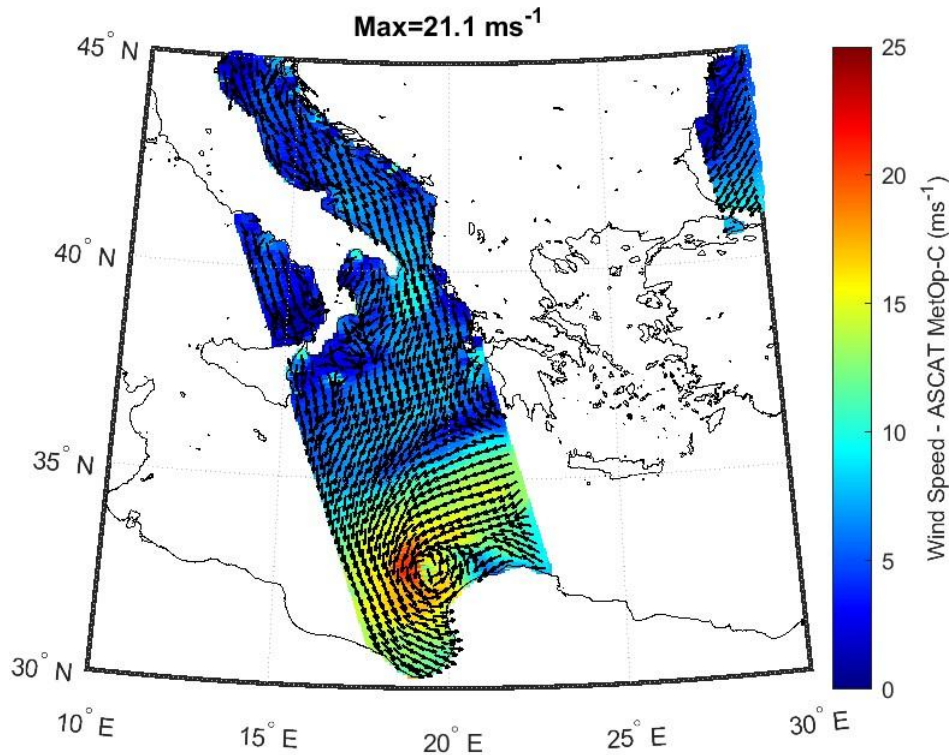 Max=21.1 ms-1
45° N
40° N
35° N
30° N
10° E
15° E
20° E
25° E
30° E
25
20
15
10
5
0
Wind Speed - ASCAT MetOp-C (ms-1)